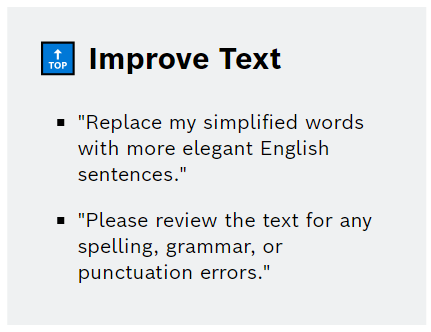 TOP
Improve Text
"Replace my simplified words
with more elegant English
sentences."
"Please review the text for any
spelling, grammar, or
punctuation errors."